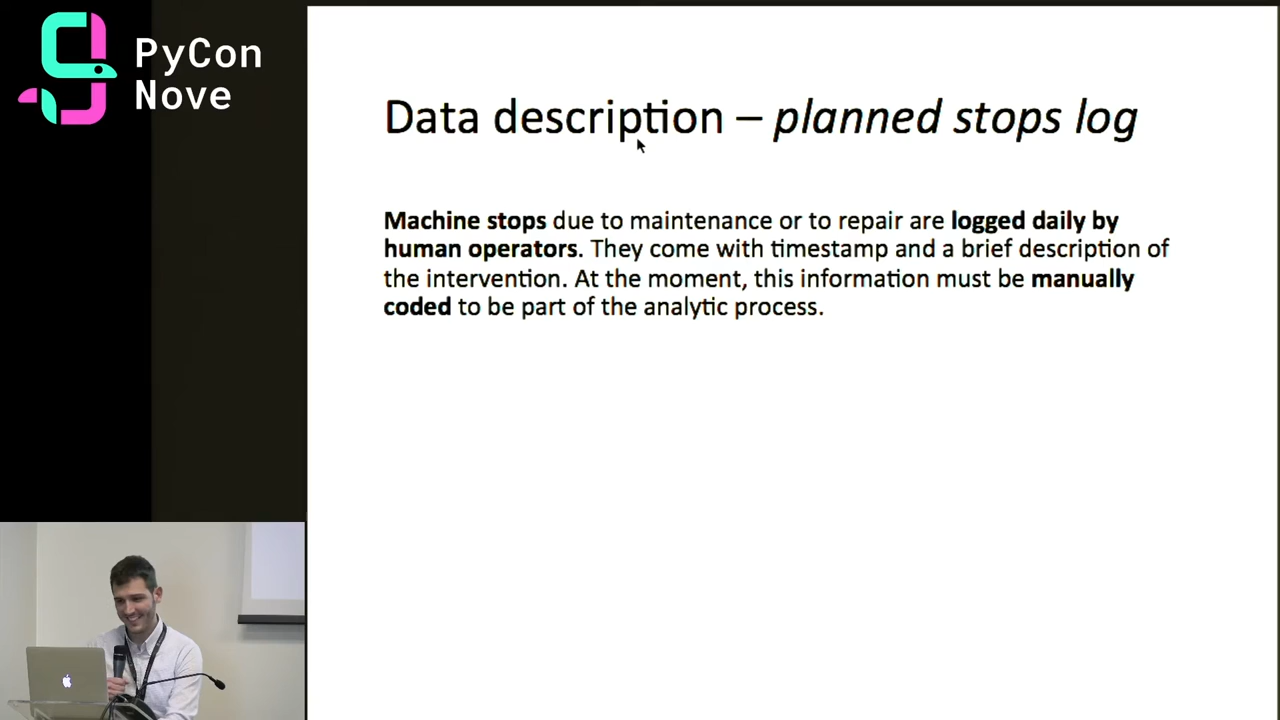 PyCon
Nove
Data description – planned stops log
Machine stops due to maintenance or to repair are logged daily by
human operators. They come with timestamp and a brief description of
the intervention. At the moment, this information must be manually
coded to be part of the analytic process.